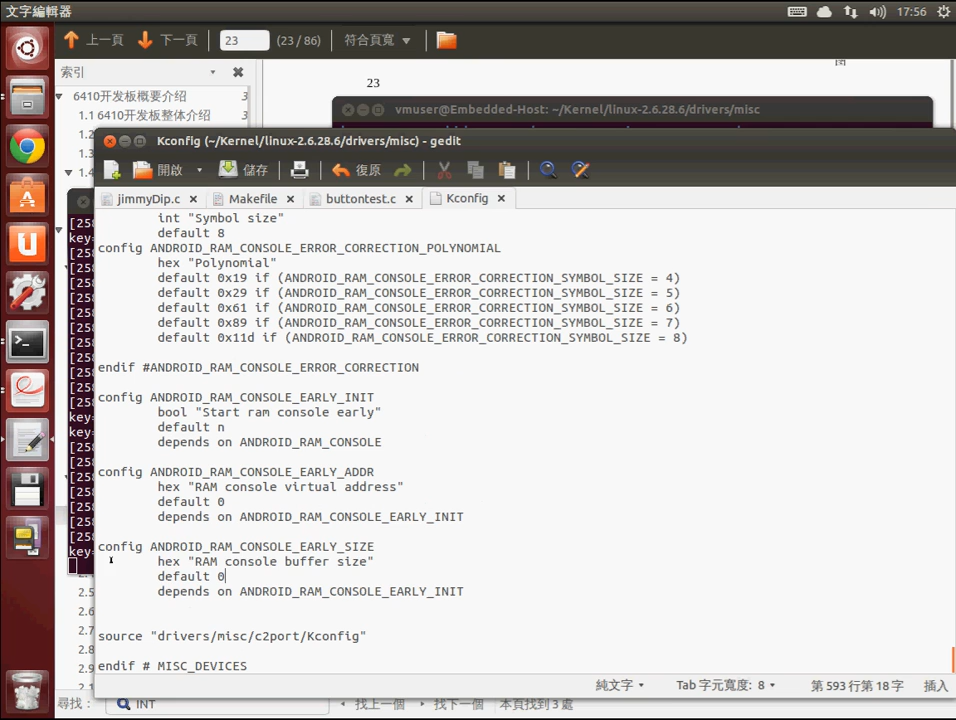 文字編輯器
17:56
上一頁 下一頁 23 (23 / 86) 符合頁寬
索引
6410开发板概要介绍 3
1.1 6410开发板整体介绍 3
1.2
1.3
1.4
23
vmuser@Embedded-Host: ~/Kernel/linux-2.6.28.6/drivers/misc
Kconfig (~/Kernel/linux-2.6.28.6/drivers/misc) - gedit
開啟 儲存 復原
jimmyDip.c Makefile buttontest.c Kconfig
int "Symbol size"
default 8
config ANDROID_RAM_CONSOLE_ERROR_CORRECTION_POLYNOMIAL
hex "Polynomial"
default 0x19 if (ANDROID_RAM_CONSOLE_ERROR_CORRECTION_SYMBOL_SIZE = 4)
default 0x29 if (ANDROID_RAM_CONSOLE_ERROR_CORRECTION_SYMBOL_SIZE = 5)
default 0x61 if (ANDROID_RAM_CONSOLE_ERROR_CORRECTION_SYMBOL_SIZE = 6)
default 0x89 if (ANDROID_RAM_CONSOLE_ERROR_CORRECTION_SYMBOL_SIZE = 7)
default 0x11d if (ANDROID_RAM_CONSOLE_ERROR_CORRECTION_SYMBOL_SIZE = 8)
endif #ANDROID_RAM_CONSOLE_ERROR_CORRECTION
config ANDROID_RAM_CONSOLE_EARLY_INIT
bool "Start ram console early"
default n
depends on ANDROID_RAM_CONSOLE
config ANDROID_RAM_CONSOLE_EARLY_ADDR
hex "RAM console virtual address"
default 0
depends on ANDROID_RAM_CONSOLE_EARLY_INIT
config ANDROID_RAM_CONSOLE_EARLY_SIZE
hex "RAM console buffer size"
default 0
depends on ANDROID_RAM_CONSOLE_EARLY_INIT
source "drivers/misc/c2port/Kconfig"
endif # MISC_DEVICES
純文字 Tab 字元寬度: 8 第 593 行第 18 字 插入
尋找: INT 找上一個 找下一個 本頁找到 3 處